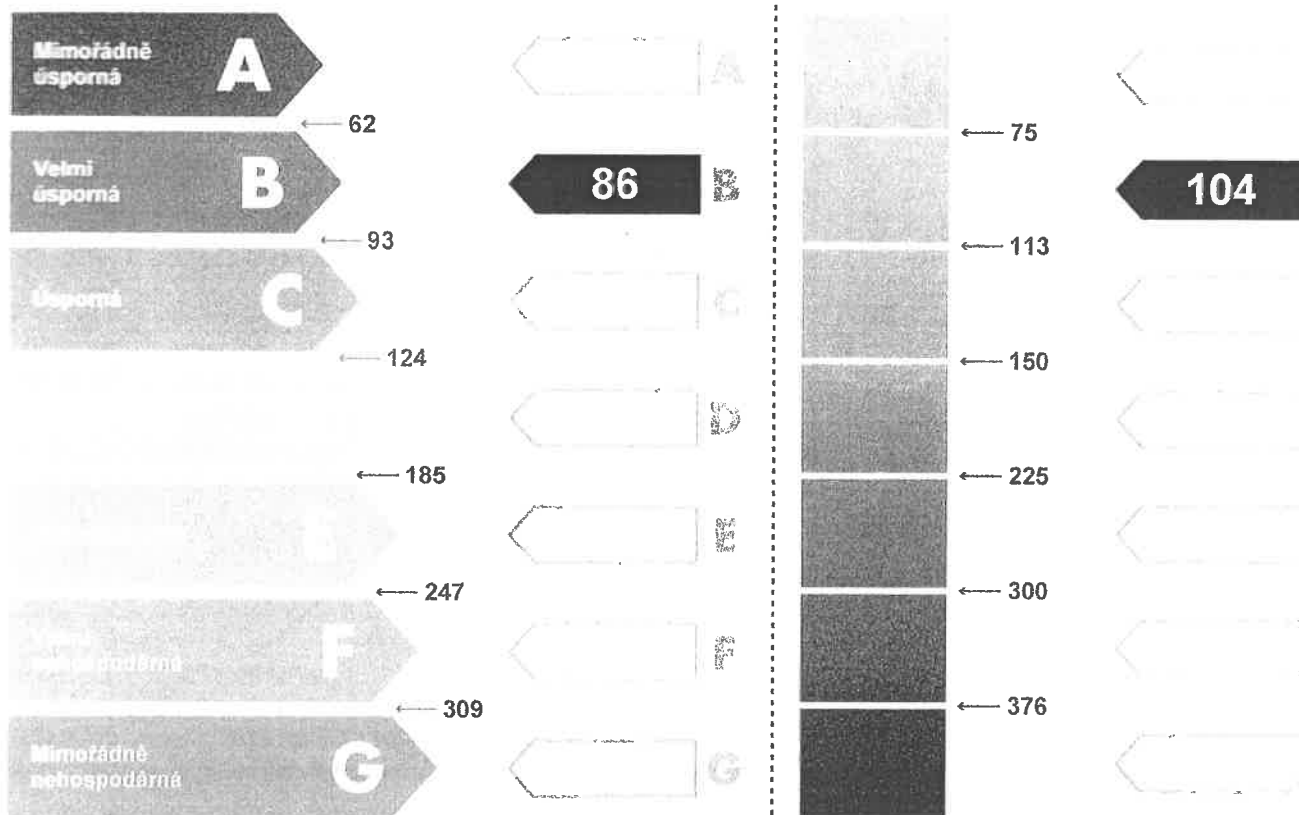 Mimořádně
úsporná
A
A
62
75
Velmi
úsporná
B
86
B
104
93
113
Úsporná
C
C
124
150
D
185
225
E
E
247
300
nehospodárná
F
F
309
376
Mimořádně
nehospodárná
G
G